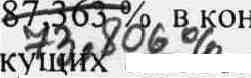 87,363 % в кон
73,806 %
кущих